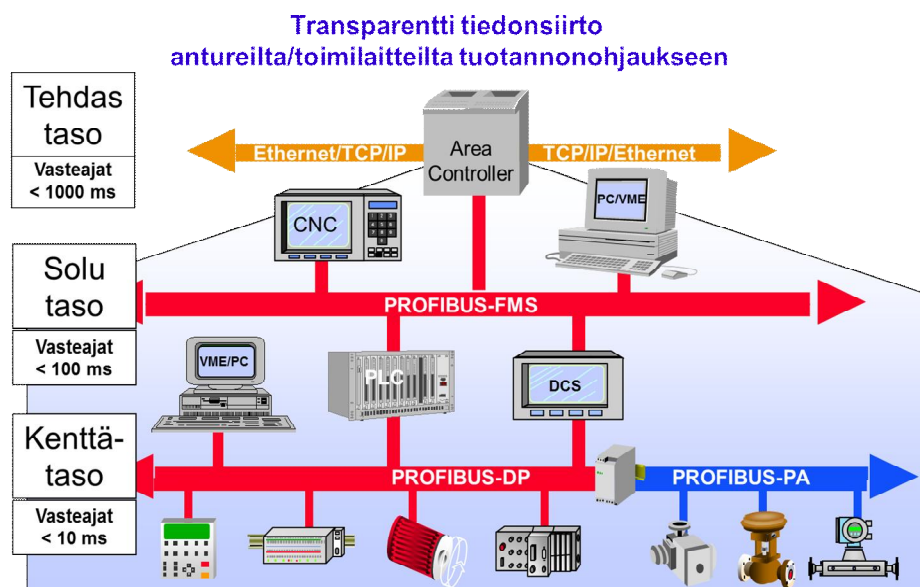 Transparentti tiedonsiirto
antureilta/toimilaitteilta tuotannonohjaukseen
Tehdas
taso
Vasteajat
< 1000 ms
Ethernet/TCP/IP
Area
Controller
TCP/IP/Ethernet
CNC
PC/VME
Solu
taso
PROFIBUS-FMS
Vasteajat
< 100 ms
VME/PC
PLC
DCS
Kenttä-
taso
PROFIBUS-DP
PROFIBUS-PA
Vasteajat
< 10 ms